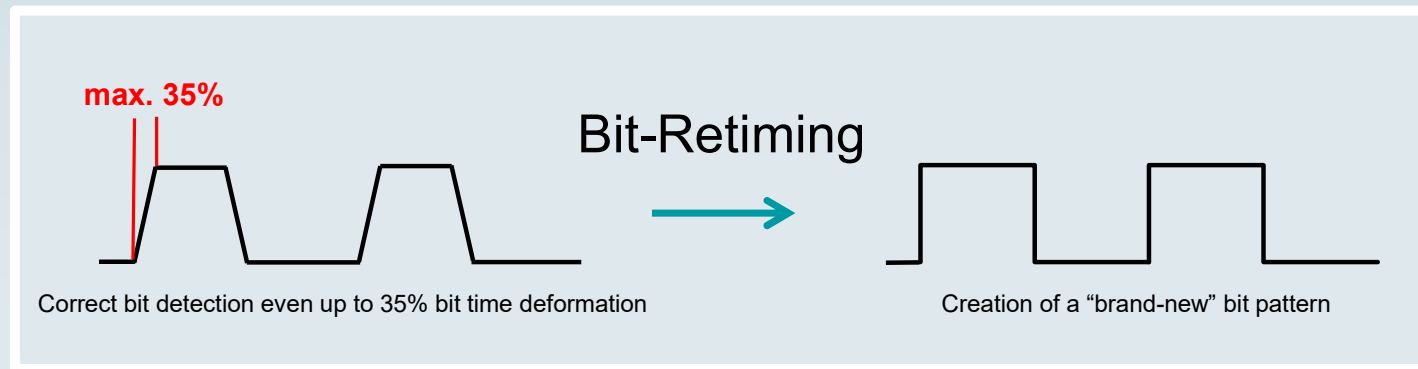 max. 35%
Bit-Retiming
Correct bit detection even up to 35% bit time deformation
Creation of a “brand-new” bit pattern